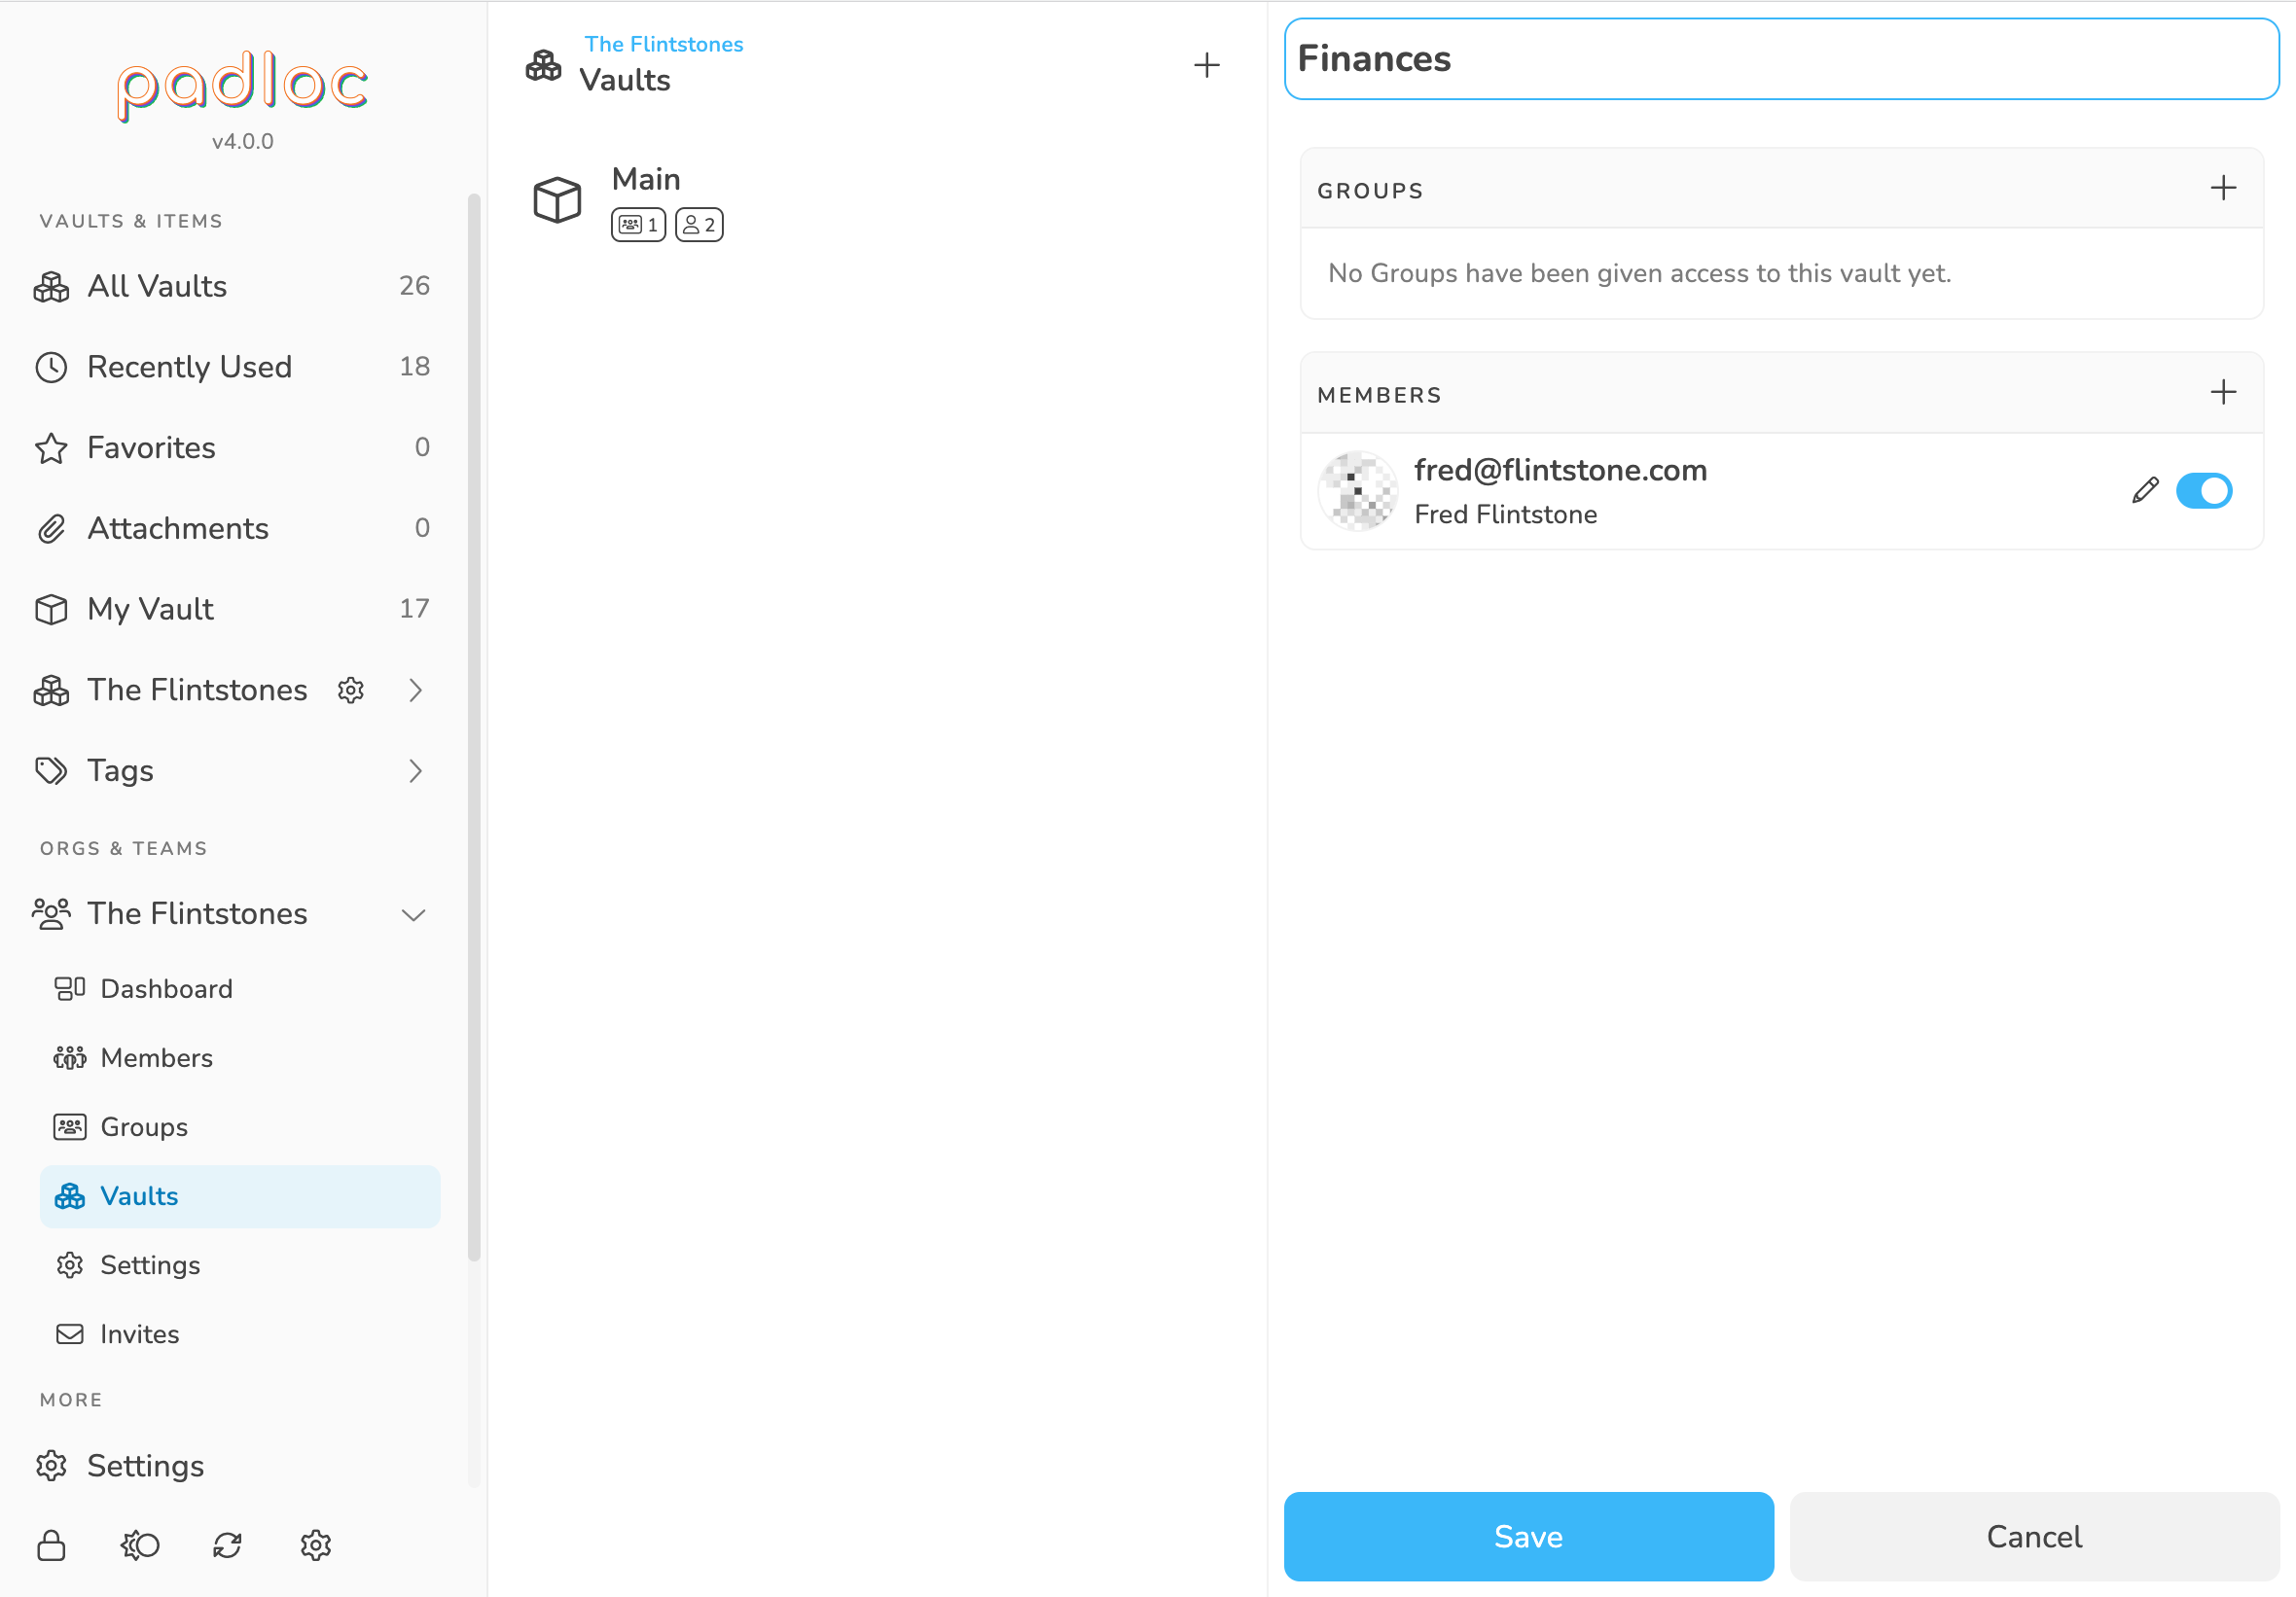 padloc
v4.0.0
VAULTS & ITEMS
All Vaults 26
Recently Used 18
Favorites 0
Attachments 0
My Vault 17
The Flintstones
Tags
ORGS & TEAMS
The Flintstones
Dashboard
Members
Groups
Vaults
Settings
Invites
MORE
Settings
The Flintstones
Vaults
Main
1 2
Finances
GROUPS
No Groups have been given access to this vault yet.
MEMBERS
fred@flintstone.com
Fred Flintstone
Save Cancel